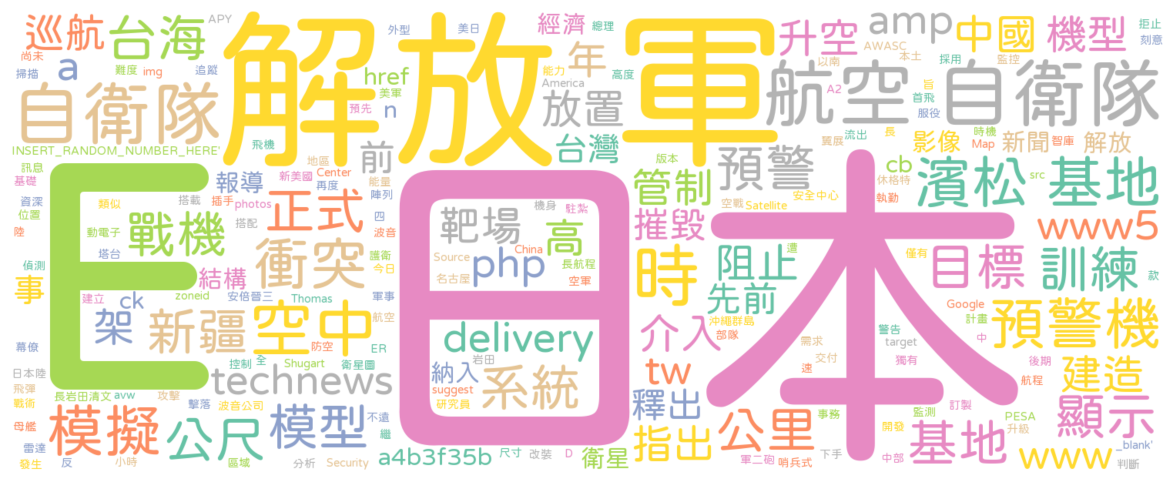 巡航
台海
APY
解放軍
外型
美日
經濟
總理
升空
amp
中國
機型
拒止
刻意
尚未
掃描
難度
img
追蹤
a
href
美軍
能力
年
高度
America
AWASC
以南
本土
監控
採用
自衛隊
預先
n
放置
航空
A2
旨
首飛
服役
自衛隊
INSERT_RANDOM_NUMBER_HERE'
飛機
前
台灣
翼展
流出
長
影像
時機
Map
新聞
智庫
解放
訊息
基礎
資深
位置
陸
E
類似
動電子
塔台
報導
地區
搭載
插手
photos
搭配
新美國
Center
再度
能量
陣列
正式
四
波音
日本
機身
駐紮
版本
管制
預警
cb
休格特
執勤
濱松
src
基地
戰機
靶場
高
China
Source
php
長航程
名古屋
空軍
摧毀
空戰
Satellite
安全中心
遭
www5
偵測
事
結構
衝突
護衛
今日
時
阻止
先前
僅有
目標
訓練
款
建立
ck
架
zoneid
安倍晉三
Thomas
軍事
航空
新疆
空中
delivery
介入
沖繩群島
部隊
警告
target
Google
計畫
中
預警機
幕僚
日本陸
飛彈
戰術
長岩田清文
avw
控制
全
Shugart
防空
衛星圖
ER
technews
岩田
納入
suggest
研究員
系統
tw
需求
交付
速
獨有
後期
航程
建造
攻擊
擊落
波音公司
不遠
繼
釋出
事務
監測
訂製
PESA
升級
顯示
母艦
雷達
發生
模擬
反
小時
公尺
區域
模型
分析
Security
a4b3f35b
尺寸
改裝
D
衛星
指出
公里
軍二砲
哨兵式
下手
開發
中部
基地
www
_blank'
判斷